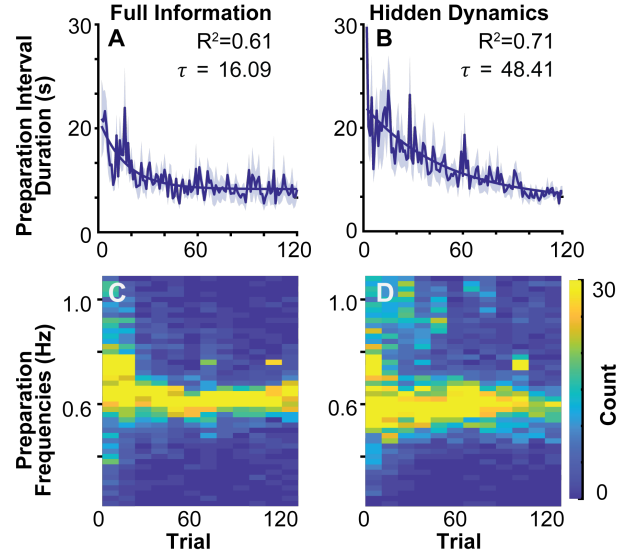 Full Information
Hidden Dynamics
30
A
R²=0.61
τ = 16.09
B
R²=0.71
τ = 48.41
Preparation Interval
Duration (s)
20
0
0
60
120
30
20
0
0
60
120
C
D
1.0
0.6
Preparation
Frequencies (Hz)
0
60
120
Trial
1.0
0.6
0
60
120
Trial
30
0
Count